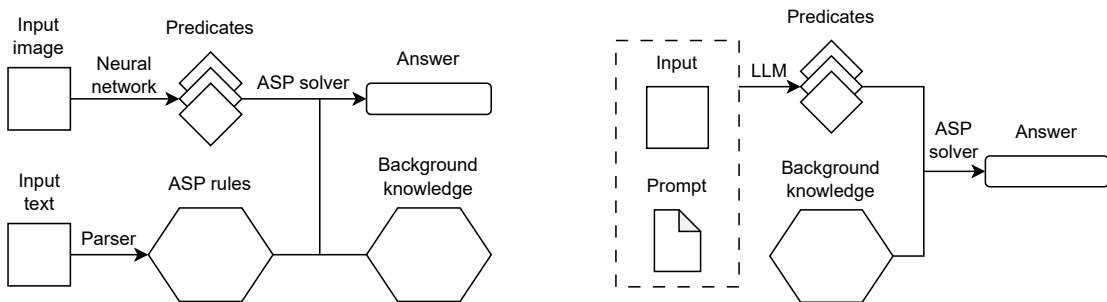 Input
image
Neural
network
Predicates
ASP solver
Answer
Input
text
Parser
ASP rules
Background
knowledge
Input
Prompt
LLM
Predicates
Background
knowledge
ASP
solver
Answer